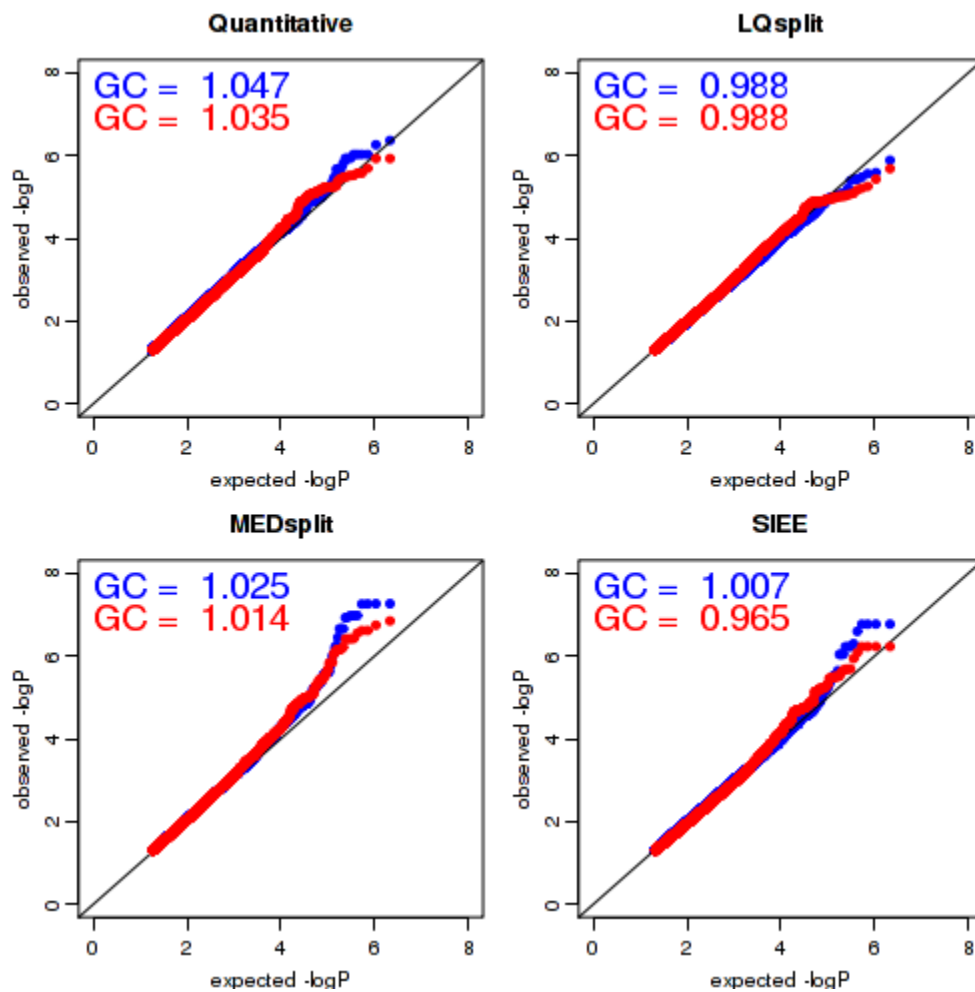 Quantitative
GC = 1.047
GC = 1.035
8
6
4
2
0
observed -logP
0 2 4 6 8
expected -logP
LQsplit
GC = 0.988
GC = 0.988
8
6
4
2
0
observed -logP
0 2 4 6 8
expected -logP
MEDsplit
GC = 1.025
GC = 1.014
8
6
4
2
0
observed -logP
0 2 4 6 8
expected -logP
SIEE
GC = 1.007
GC = 0.965
8
6
4
2
0
observed -logP
0 2 4 6 8
expected -logP